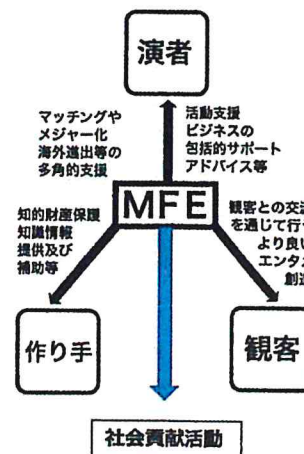 演者
マッチングや
メジャー化
海外進出等の
多角的支援
活動支援
ビジネスの
包括的サポート
アドバイス等
MFE
知的財産保護
知識情報
提供及び
補助等
観客との交流
を通じて行う
より良い
エンタメ
創造
作り手
観客
社会貢献活動